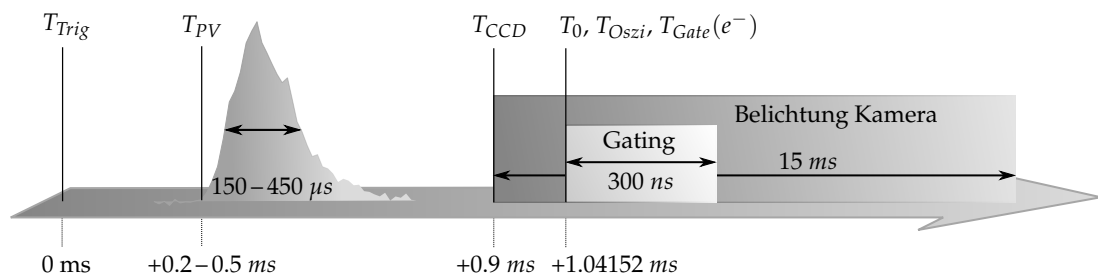 T_Trig T_PV T_CCD T_0, T_Oszi, T_Gate(e^−)
Belichtung Kamera
Gating
15 ms
150 – 450 µs 300 ns
0 ms +0.2 – 0.5 ms +0.9 ms +1.04152 ms